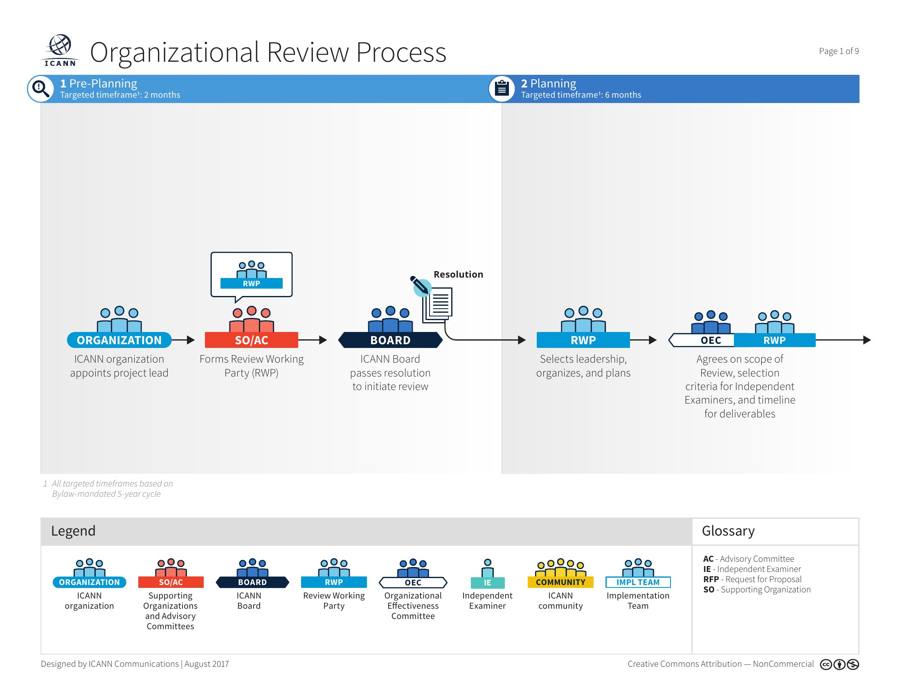 ICANN
Organizational Review Process
Page 1 of 9
1 Pre-Planning
Targeted timeframe¹: 2 months
2 Planning
Targeted timeframe¹: 6 months
RWP
Resolution
ORGANIZATION
SO/AC
BOARD
RWP
OEC
RWP
ICANN organization
appoints project lead
Forms Review Working
Party (RWP)
ICANN Board
passes resolution
to initiate review
Selects leadership,
organizes, and plans
Agrees on scope of
Review, selection
criteria for Independent
Examiners, and timeline
for deliverables
1 All targeted timeframes based on
Bylaw-mandated 5-year cycle
Legend
ORGANIZATION
ICANN
organization
SO/AC
Supporting
Organizations
and Advisory
Committees
BOARD
ICANN
Board
RWP
Review Working
Party
OEC
Organizational
Effectiveness
Committee
IE
Independent
Examiner
COMMUNITY
ICANN
community
IMPL TEAM
Implementation
Team
Glossary
AC - Advisory Committee
IE - Independent Examiner
RFP - Request for Proposal
SO - Supporting Organization
Designed by ICANN Communications | August 2017
Creative Commons Attribution — NonCommercial